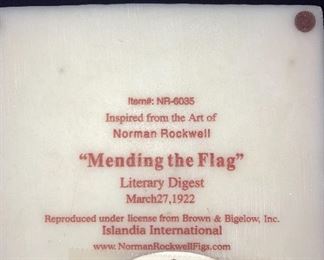 Item#: NR-6035
Inspired from the Art of
Norman Rockwell
“Mending the Flag”
Literary Digest
March27,1922
Reproduced under license from Brown & Bigelow, Inc.
Islandia International
www.NormanRockwellFigs.com